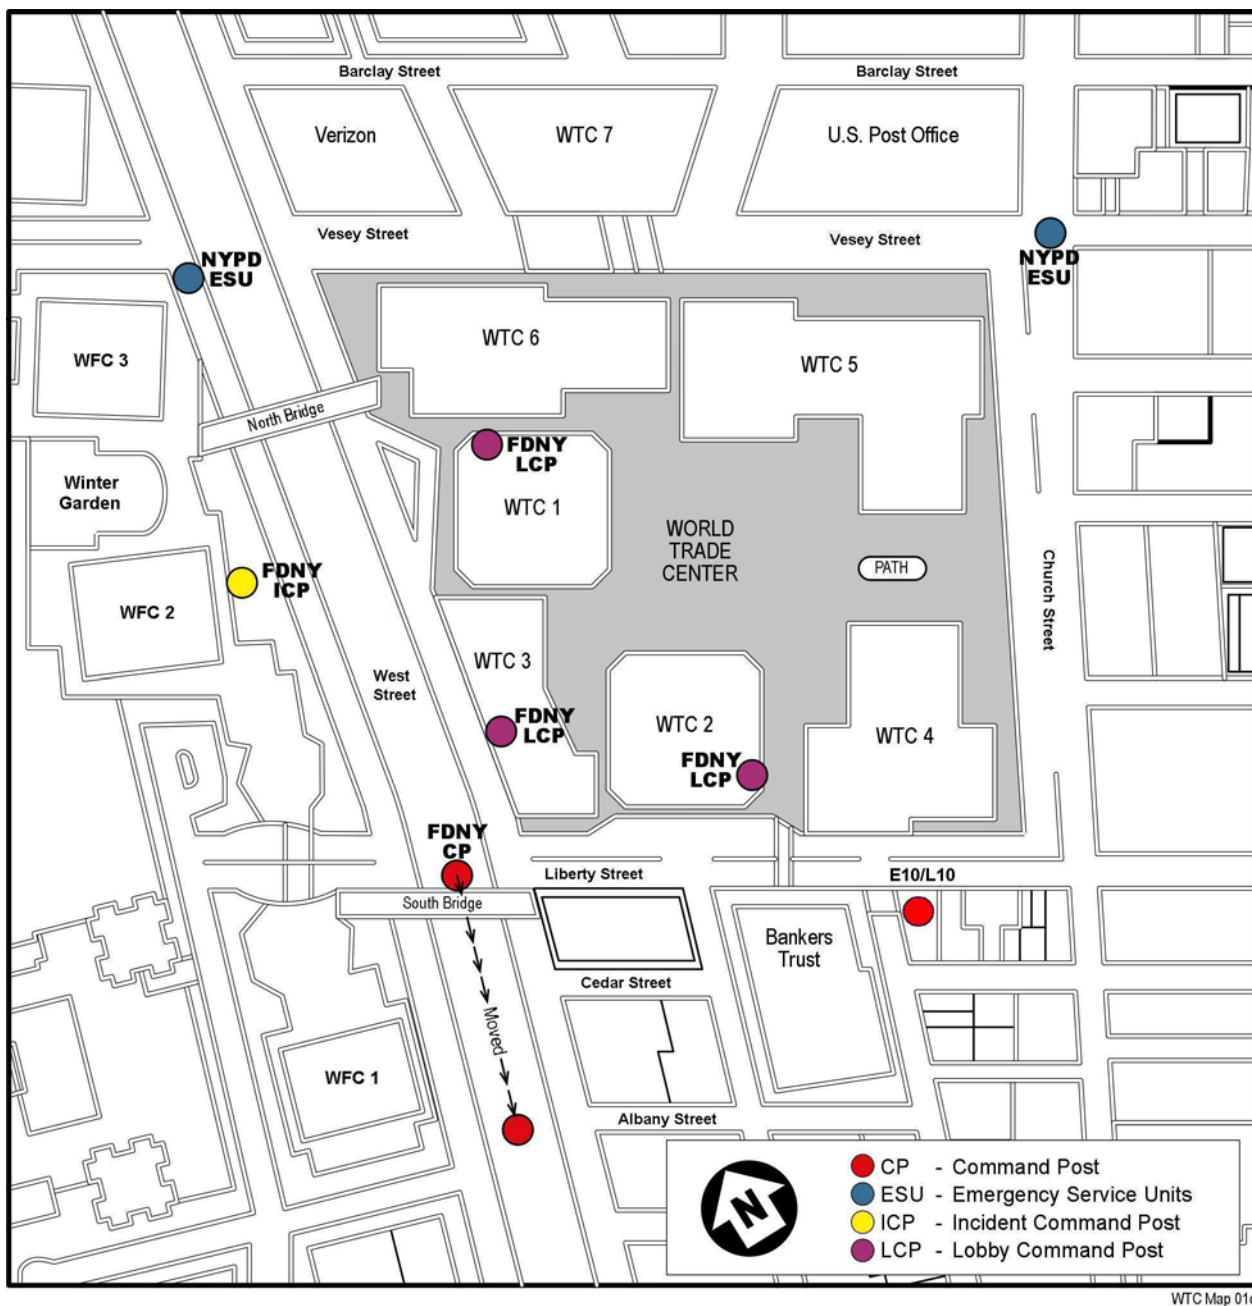 Barclay Street
Barclay Street
Verizon
WTC 7
U.S. Post Office
Vesey Street
Vesey Street
NYPD
ESU
NYPD
ESU
WTC 6
WFC 3
WTC 5
North Bridge
FDNY
LCP
Winter
Garden
WTC 1
WORLD
TRADE
CENTER
PATH
FDNY
ICP
Church Street
WFC 2
WTC 3
West
Street
FDNY
LCP
WTC 2
WTC 4
FDNY
LCP
FDNY
CP
Liberty Street
E10/L10
South Bridge
Bankers
Trust
Cedar Street
Moved
WFC 1
Albany Street
N
CP - Command Post
ESU - Emergency Service Units
ICP - Incident Command Post
LCP - Lobby Command Post
WTC Map 01